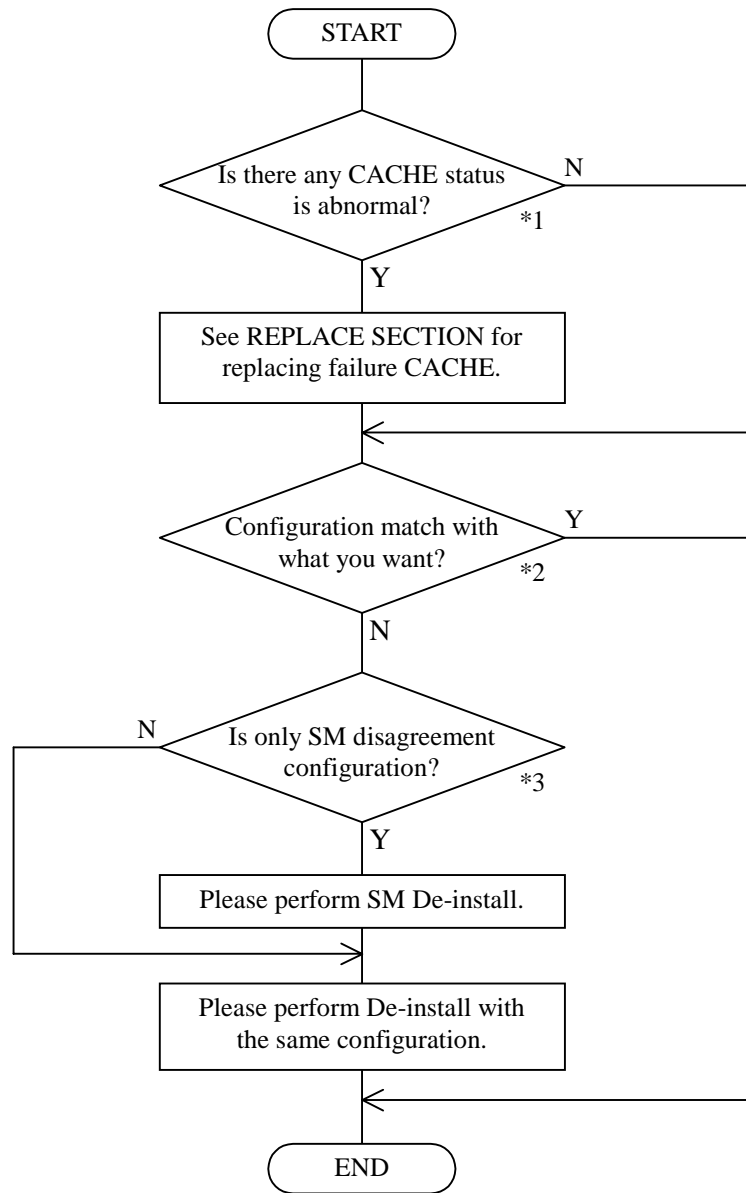 START
Is there any CACHE status
is abnormal?
N
*1
Y
See REPLACE SECTION for
replacing failure CACHE.
Configuration match with
what you want?
Y
*2
N
N
Is only SM disagreement
configuration?
*3
Y
Please perform SM De-install.
Please perform De-install with
the same configuration.
END